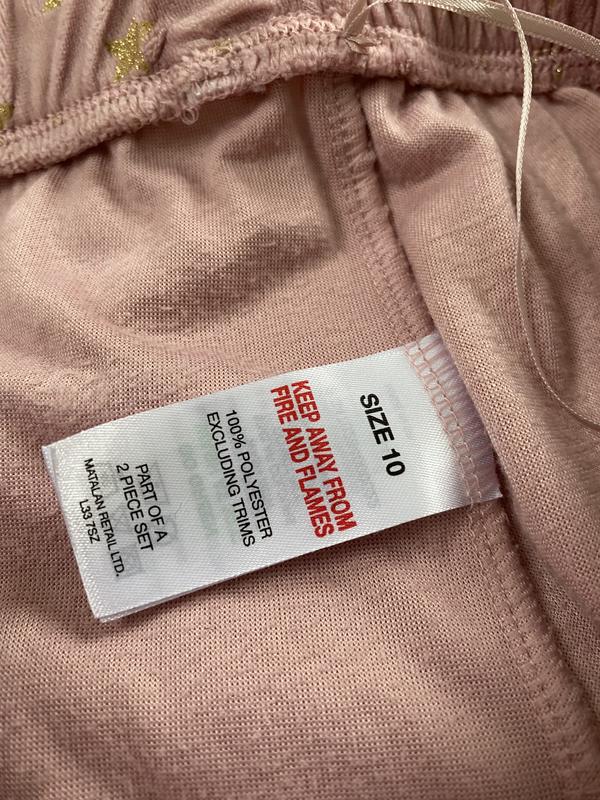 SIZE 10
KEEP AWAY FROM
FIRE AND FLAMES
100% POLYESTER
EXCLUDING TRIMS
PART OF A
2 PIECE SET
MATALAN RETAIL LTD.
L33 7SZ